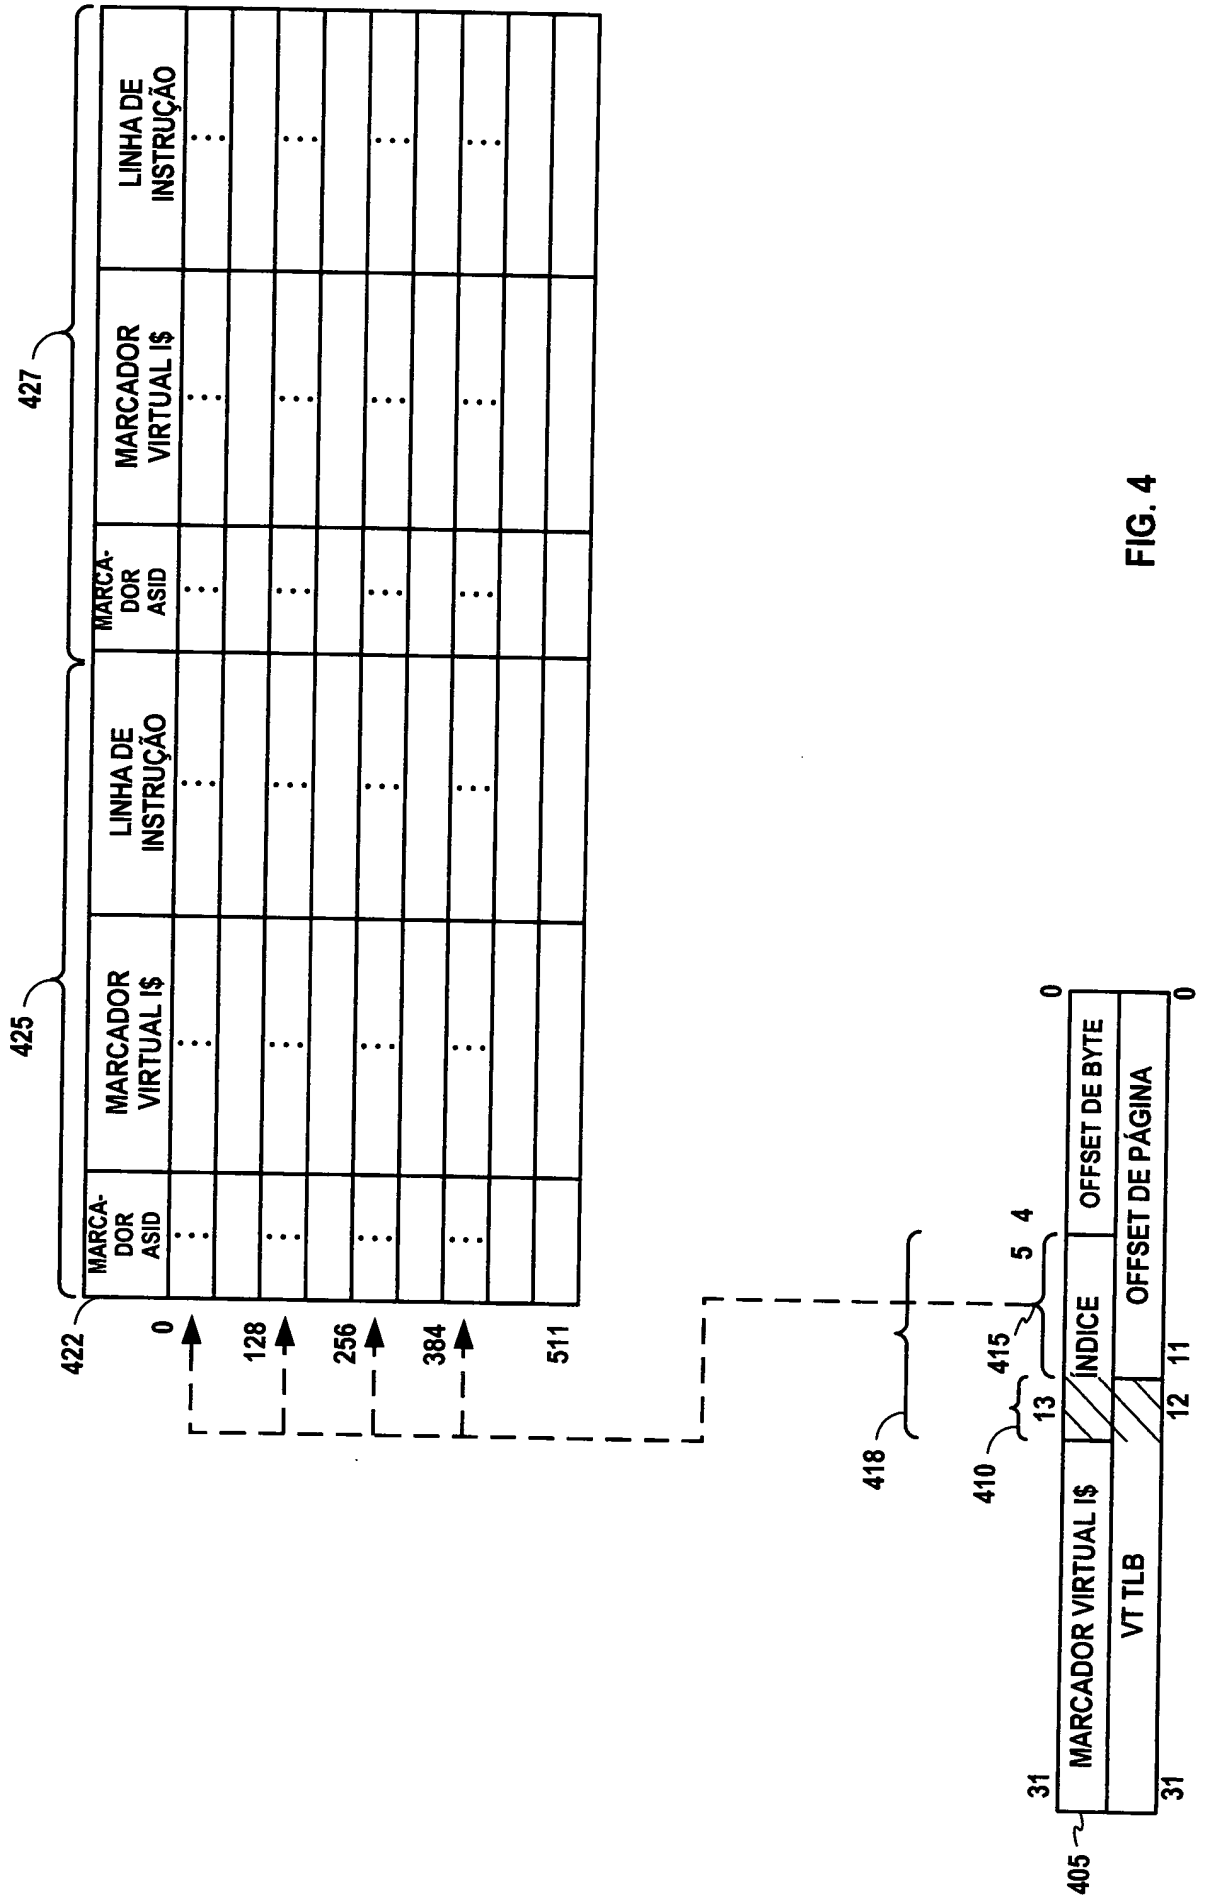 425
427
422
MARCA-
DOR
ASID
MARCADOR
VIRTUAL I$
LINHA DE
INSTRUÇÃO
MARCA-
DOR
ASID
MARCADOR
VIRTUAL I$
LINHA DE
INSTRUÇÃO
0
128
256
384
511
418
410
415
405
31
13
5
4
0
MARCADOR VIRTUAL I$
ÍNDICE
OFFSET DE BYTE
VT TLB
OFFSET DE PÁGINA
31
12
11
0
FIG. 4